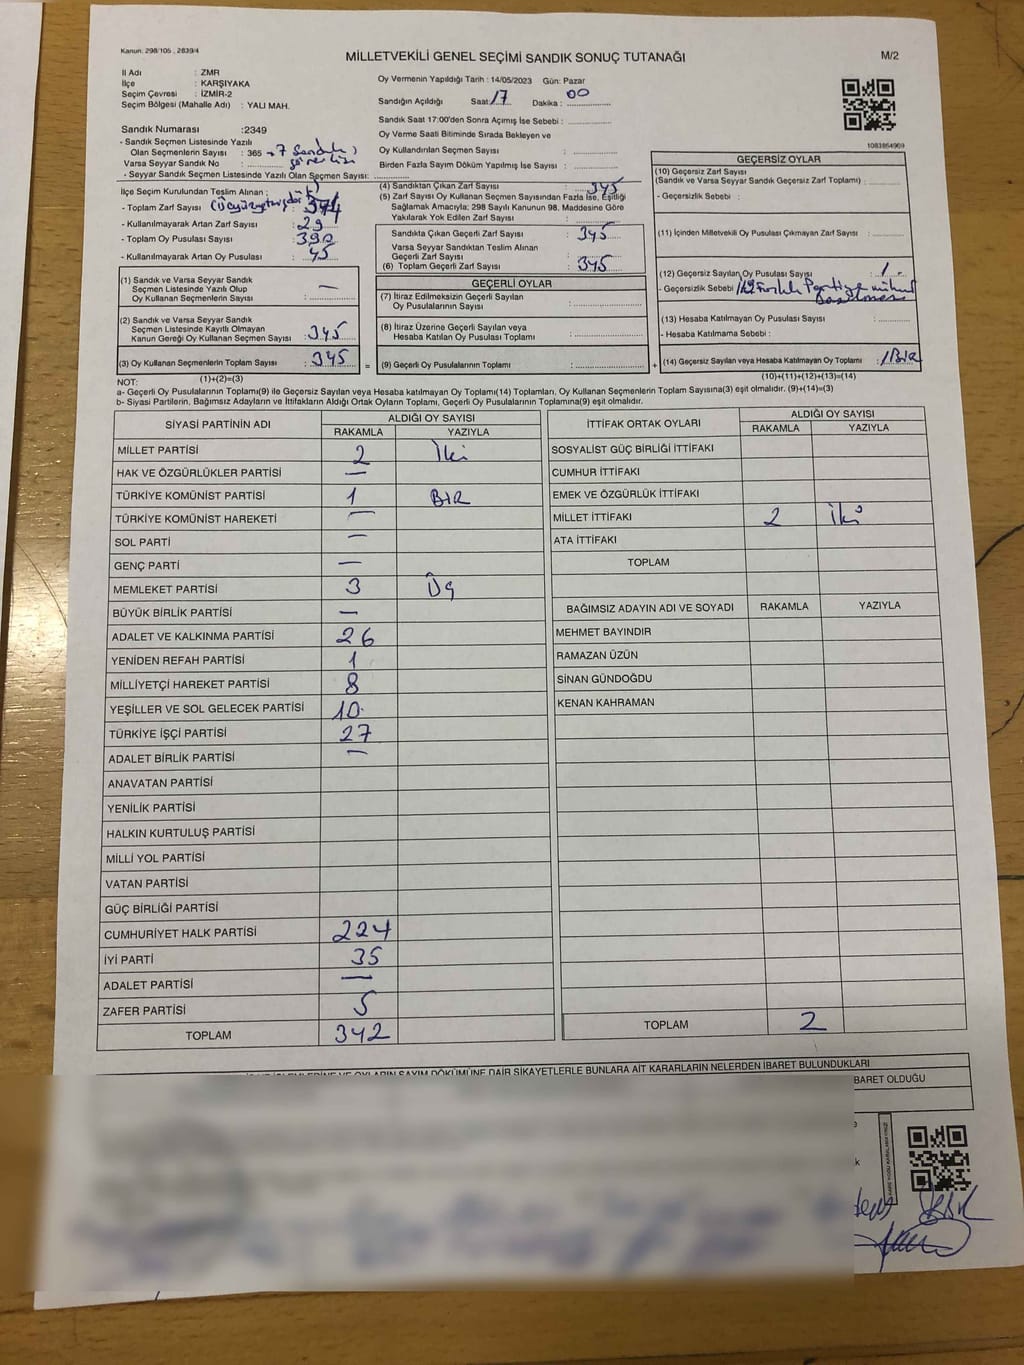 Kanun: 298/105 , 2839/4
MİLLETVEKİLİ GENEL SEÇİMİ SANDIK SONUÇ TUTANAĞI
M/2
İl Adı : ZMR
İlçe : KARŞIYAKA
Seçim Çevresi : İZMİR-2
Seçim Bölgesi (Mahalle Adı) : YALI MAH.
Oy Vermenin Yapıldığı Tarih : 14/05/2023 Gün: Pazar
Sandığın Açıldığı Saat: 17 Dakika : 00
Sandık Saat 17:00'den Sonra Açılmış İse Sebebi :
Sandık Numarası :2349
- Sandık Seçmen Listesinde Yazılı
Olan Seçmenlerin Sayısı : 365 → 7 Sandık
görevlisi
Varsa Seyyar Sandık No :
- Seyyar Sandık Seçmen Listesinde Yazılı Olan Seçmen Sayısı:
Oy Verme Saati Bitiminde Sırada Bekleyen ve
Oy Kullandırılan Seçmen Sayısı :
Birden Fazla Sayım Döküm Yapılmış İse Sayısı :
1083864969
İlçe Seçim Kurulundan Teslim Alınan :
- Toplam Zarf Sayısı : 374
- Kullanılmayarak Artan Zarf Sayısı : 29
- Toplam Oy Pusulası Sayısı : 390
- Kullanılmayarak Artan Oy Pusulası : 45
(4) Sandıktan Çıkan Zarf Sayısı : 345
(5) Zarf Sayısı Oy Kullanan Seçmen Sayısından Fazla İse, Eşitliği
Sağlamak Amacıyla; 298 Sayılı Kanunun 98. Maddesine Göre
Yakılarak Yok Edilen Zarf Sayısı :
Sandıkta Çıkan Geçerli Zarf Sayısı : 345
Varsa Seyyar Sandıktan Teslim Alınan
Geçerli Zarf Sayısı :
(6) Toplam Geçerli Zarf Sayısı : 345
GEÇERSİZ OYLAR
(10) Geçersiz Zarf Sayısı
(Sandık ve Varsa Seyyar Sandık Geçersiz Zarf Toplamı) :
- Geçersizlik Sebebi :
(11) İçinden Milletvekili Oy Pusulası Çıkmayan Zarf Sayısı :
(12) Geçersiz Sayılan Oy Pusulası Sayısı : 1 -
- Geçersizlik Sebebi : İki Farklı Partiye mühür
basılması
(13) Hesaba Katılmayan Oy Pusulası Sayısı :
- Hesaba Katılmama Sebebi :
(14) Geçersiz Sayılan veya Hesaba Katılmayan Oy Toplamı : 1 BİR
(10)+(11)+(12)+(13)=(14)
(1) Sandık ve Varsa Seyyar Sandık
Seçmen Listesinde Yazılı Olup
Oy Kullanan Seçmenlerin Sayısı : —
(2) Sandık ve Varsa Seyyar Sandık
Seçmen Listesinde Kayıtlı Olmayan
Kanun Gereği Oy Kullanan Seçmen Sayısı : 345
(3) Oy Kullanan Seçmenlerin Toplam Sayısı : 345 =
(1)+(2)=(3)
GEÇERLİ OYLAR
(7) İtiraz Edilmeksizin Geçerli Sayılan
Oy Pusulasının Sayısı :
(8) İtiraz Üzerine Geçerli Sayılan veya
Hesaba Katılan Oy Pusulası Toplamı :
(9) Geçerli Oy Pusulalarının Toplamı : +
NOT:
a- Geçerli Oy Pusulalarının Toplamı(9) ile Geçersiz Sayılan veya Hesaba Katılmayan Oy Toplamı(14) Toplamları, Oy Kullanan Seçmenlerin Toplam Sayısına(3) eşit olmalıdır. (9)+(14)=(3)
b- Siyasi Partilerin, Bağımsız Adayların ve İttifakların Aldığı Ortak Oyların Toplamı, Geçerli Oy Pusulalarının Toplamına(9) eşit olmalıdır.
SİYASİ PARTİNİN ADI ALDIĞI OY SAYISI
RAKAMLA YAZIYLA
MİLLET PARTİSİ 2 İki
HAK VE ÖZGÜRLÜKLER PARTİSİ —
TÜRKİYE KOMÜNİST PARTİSİ 1 BİR
TÜRKİYE KOMÜNİST HAREKETİ —
SOL PARTİ —
GENÇ PARTİ —
MEMLEKET PARTİSİ 3 Üç
BÜYÜK BİRLİK PARTİSİ —
ADALET VE KALKINMA PARTİSİ 26
YENİDEN REFAH PARTİSİ 1
MİLLİYETÇİ HAREKET PARTİSİ 8
YEŞİLLER VE SOL GELECEK PARTİSİ 10
TÜRKİYE İŞÇİ PARTİSİ 27
ADALET BİRLİK PARTİSİ —
ANAVATAN PARTİSİ
YENİLİK PARTİSİ
HALKIN KURTULUŞ PARTİSİ
MİLLİ YOL PARTİSİ
VATAN PARTİSİ
GÜÇ BİRLİĞİ PARTİSİ
CUMHURİYET HALK PARTİSİ 224
İYİ PARTİ 35
ADALET PARTİSİ —
ZAFER PARTİSİ 5
TOPLAM 342
İTTİFAK ORTAK OYLARI ALDIĞI OY SAYISI
RAKAMLA YAZIYLA
SOSYALİST GÜÇ BİRLİĞİ İTTİFAKI
CUMHUR İTTİFAKI
EMEK VE ÖZGÜRLÜK İTTİFAKI
MİLLET İTTİFAKI 2 İki
ATA İTTİFAKI
TOPLAM
BAĞIMSIZ ADAYIN ADI VE SOYADI RAKAMLA YAZIYLA
MEHMET BAYINDIR
RAMAZAN ÜZÜN
SİNAN GÜNDOĞDU
KENAN KAHRAMAN
TOPLAM 2
OYLARIN SAYIM DÖKÜMÜNE DAİR ŞİKAYETLERLE BUNLARA AİT KARARLARIN NELERDEN İBARET BULUNDUKLARI
BARET OLDUĞU